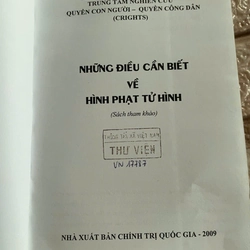 TRUNG TÂM NGHIÊN CỨU
QUYỀN CON NGƯỜI - QUYỀN CÔNG DÂN
(CRIGHTS)
NHỮNG ĐIỀU CẦN BIẾT
VỀ
HÌNH PHẠT TỬ HÌNH
(Sách tham khảo)
THƯ VIỆN
VN 17787
NHÀ XUẤT BẢN CHÍNH TRỊ QUỐC GIA - 2009